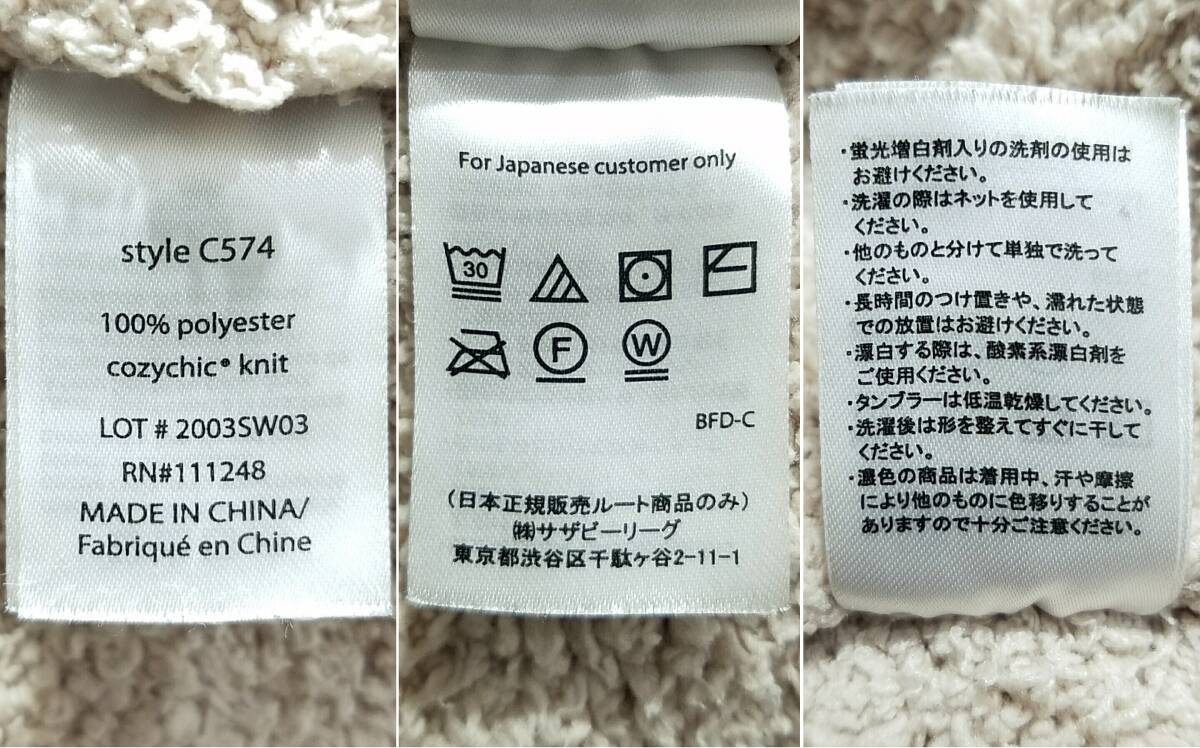 style C574
100% polyester
cozychic® knit
LOT # 2003SW03
RN#111248
MADE IN CHINA/
Fabriqué en Chine
For Japanese customer only
30
F
W
BFD-C
(日本正規販売ルート商品のみ)
㈱サザビーリーグ
東京都渋谷区千駄ヶ谷2-11-1
・蛍光増白剤入りの洗剤の使用は
お避けください。
・洗濯の際はネットを使用して
ください。
・他のものと分けて単独で洗って
ください。
・長時間のつけ置きや、濡れた状態
での放置はお避けください。
・漂白する際は、酸素系漂白剤を
ご使用ください。
・タンブラーは低温乾燥してください。
・洗濯後は形を整えてすぐに干して
ください。
・濃色の商品は着用中、汗や摩擦
により他のものに色移りすることが
ありますので十分ご注意ください。